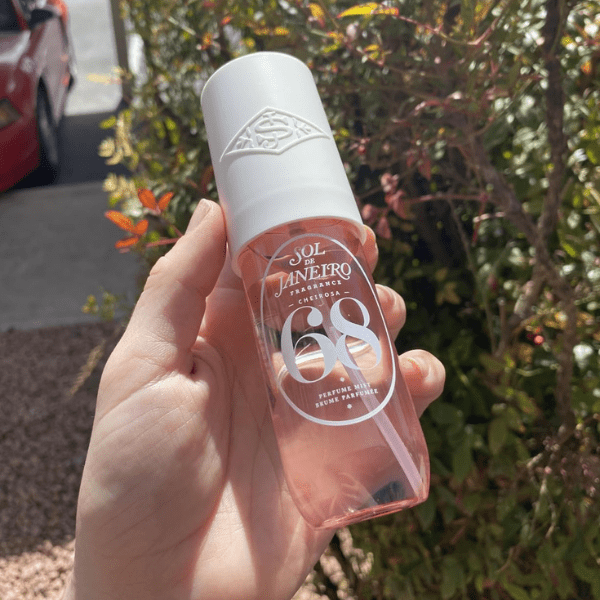 S
SOL
DE
JANEIRO
FRAGRANCE
– CHEIROSA –
68
PERFUME MIST
BRUME PARFUMÉE